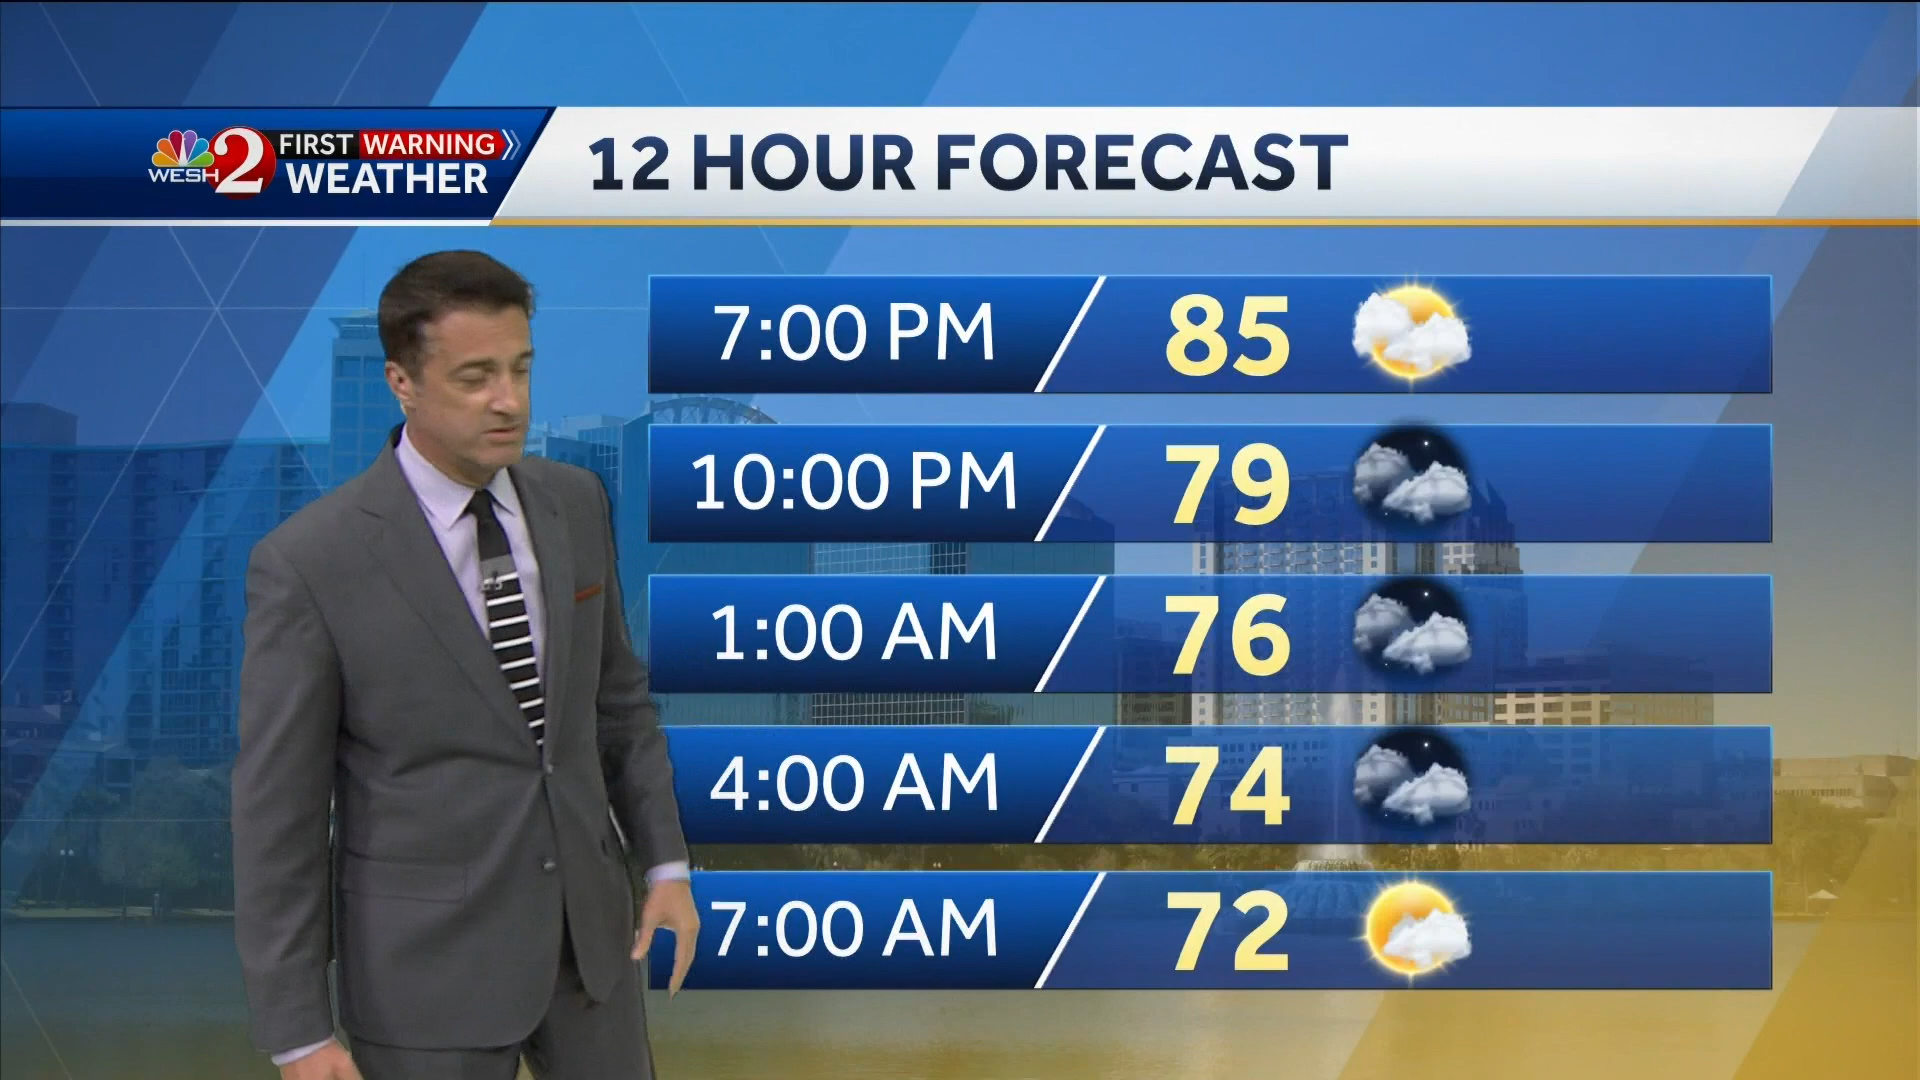 WESH 2 FIRST WARNING
WEATHER
12 HOUR FORECAST
7:00 PM 85
10:00 PM 79
1:00 AM 76
4:00 AM 74
7:00 AM 72